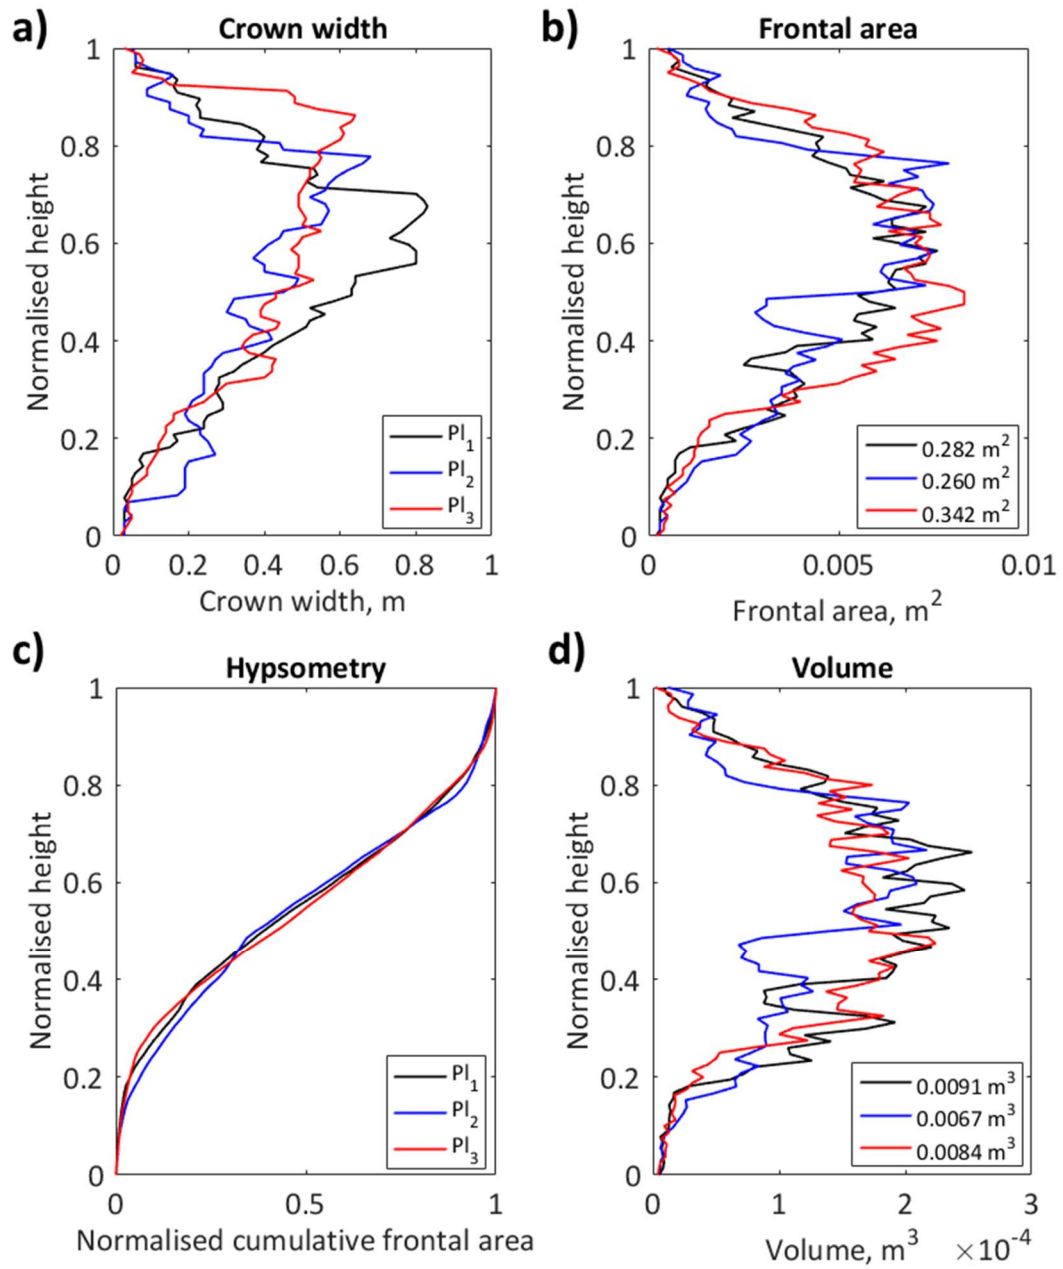 a)
Crown width
1
0.8
0.6
0.4
0.2
0
Normalised height
Pl1
Pl2
Pl3
0 0.2 0.4 0.6 0.8 1
Crown width, m
b)
Frontal area
1
0.8
0.6
0.4
0.2
0
Normalised height
0.282 m²
0.260 m²
0.342 m²
0 0.005 0.01
Frontal area, m²
c)
Hypsometry
1
0.8
0.6
0.4
0.2
0
Normalised height
Pl1
Pl2
Pl3
0 0.5 1
Normalised cumulative frontal area
d)
Volume
1
0.8
0.6
0.4
0.2
0
Normalised height
0.0091 m³
0.0067 m³
0.0084 m³
0 1 2 3
Volume, m³ ×10⁻⁴